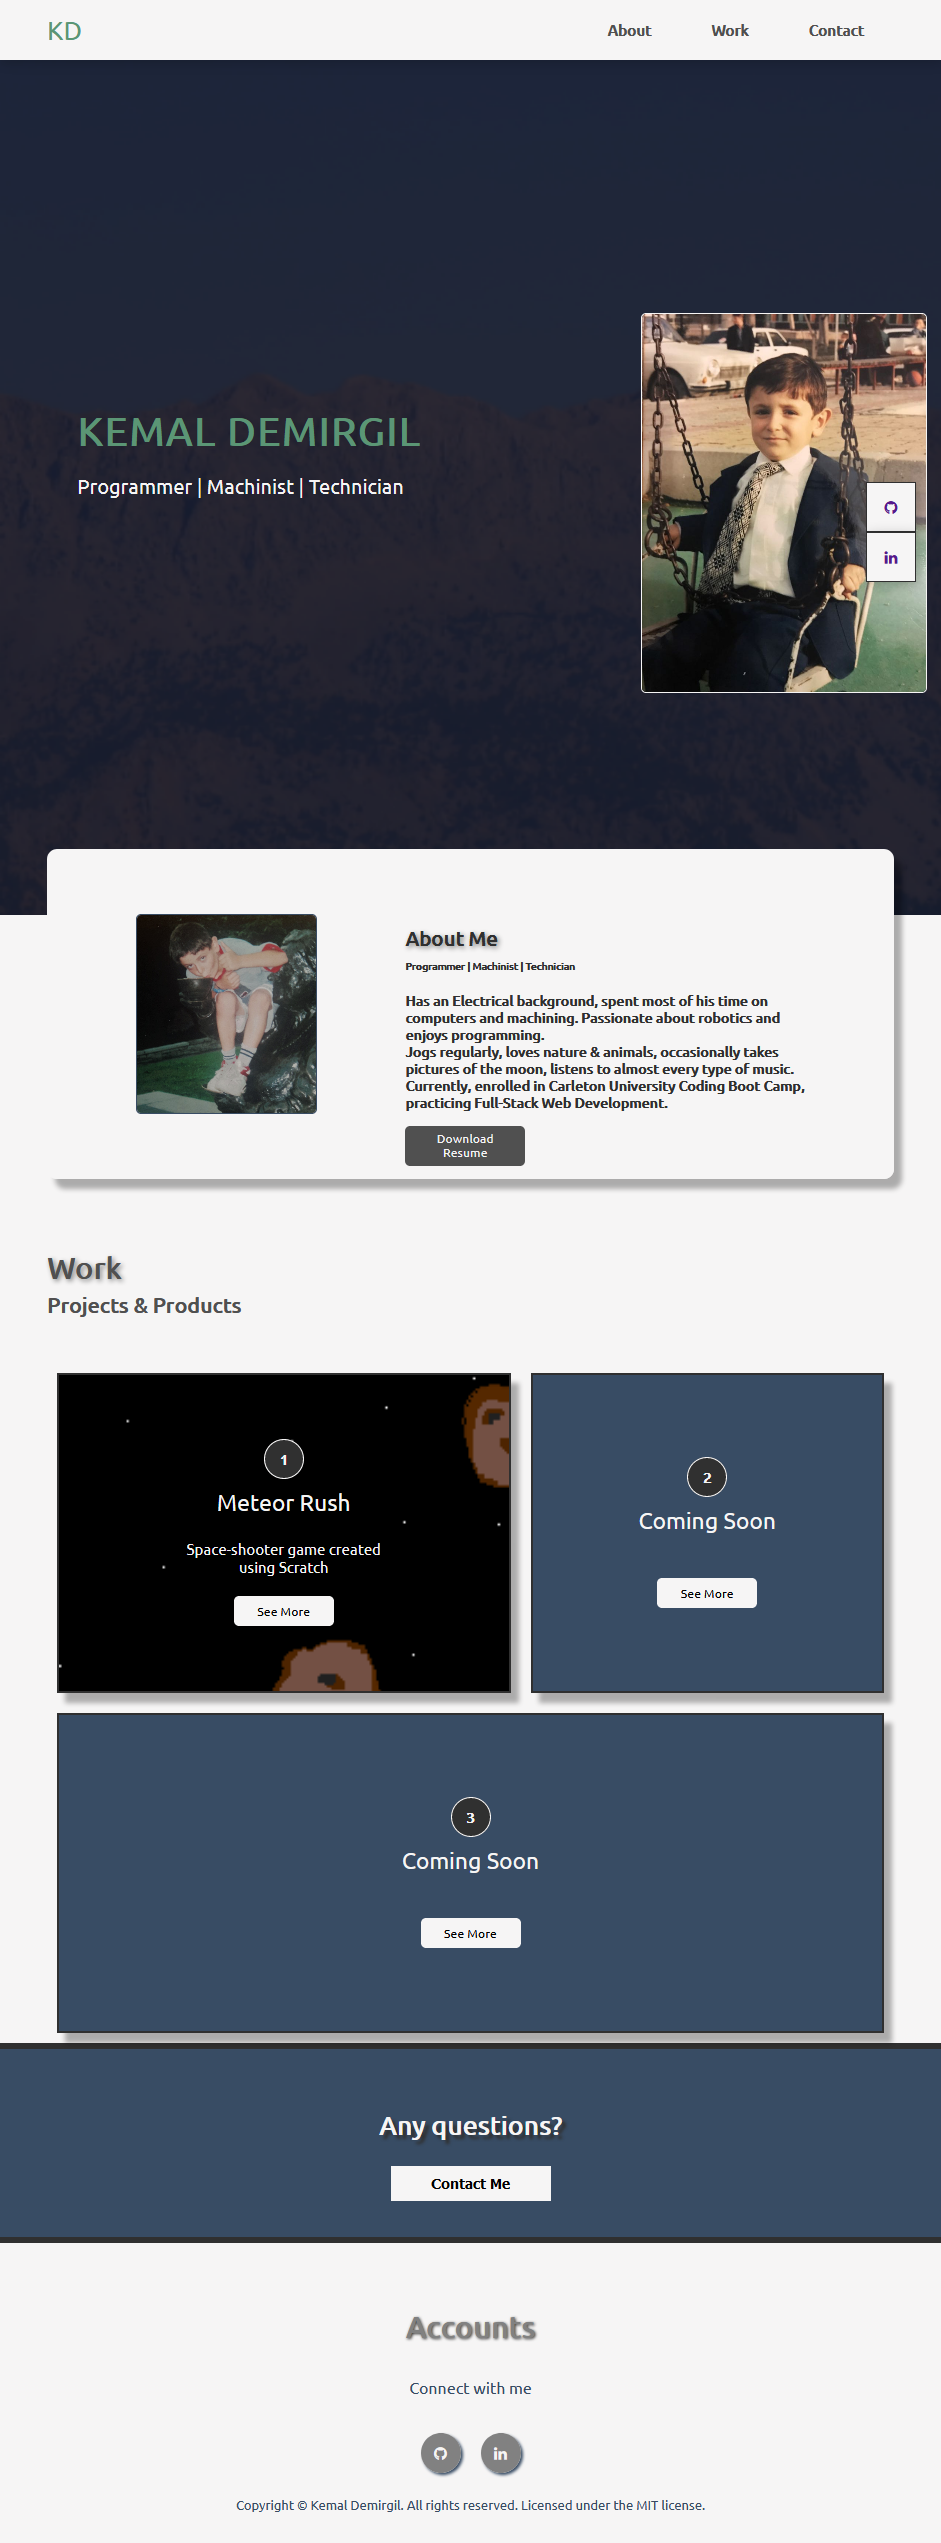 KD
About Work Contact
KEMAL DEMIRGIL
Programmer | Machinist | Technician
About Me
Programmer | Machinist | Technician
Has an Electrical background, spent most of his time on
computers and machining. Passionate about robotics and
enjoys programming.
Jogs regularly, loves nature & animals, occasionally takes
pictures of the moon, listens to almost every type of music.
Currently, enrolled in Carleton University Coding Boot Camp,
practicing Full-Stack Web Development.
Download
Resume
Work
Projects & Products
1
Meteor Rush
Space-shooter game created
using Scratch
See More
2
Coming Soon
See More
3
Coming Soon
See More
Any questions?
Contact Me
Accounts
Connect with me
Copyright © Kemal Demirgil. All rights reserved. Licensed under the MIT license.